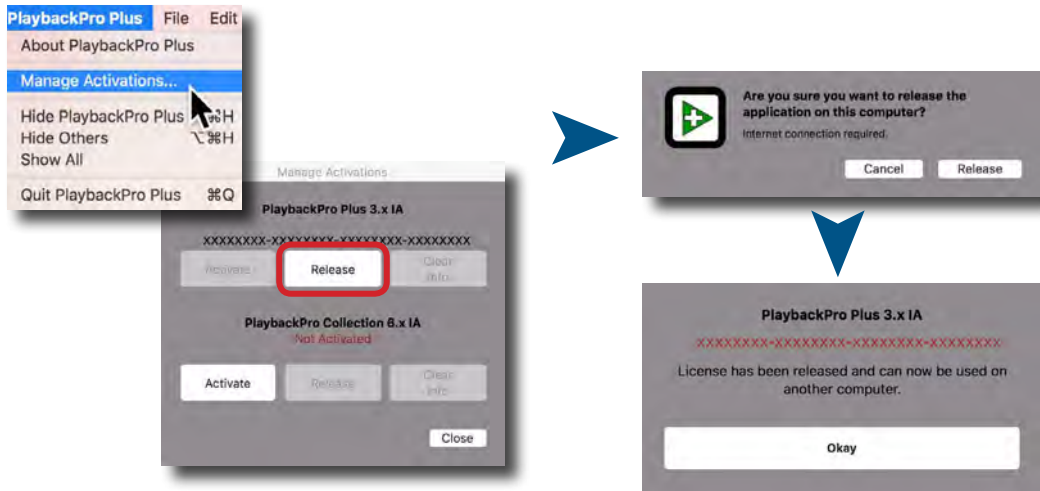 PlaybackPro Plus File Edit
About PlaybackPro Plus
Manage Activations...
Hide PlaybackPro Plus ⌘H
Hide Others ⌥⌘H
Show All
Quit PlaybackPro Plus ⌘Q
Manage Activations
PlaybackPro Plus 3.x IA
XXXXXXXX-XXXXXXXX-XXXXXXXX-XXXXXXXX
Activate Release Clear
Info
PlaybackPro Collection 6.x IA
Not Activated
Activate Release Clear
Info
Close
Are you sure you want to release the
application on this computer?
Internet connection required.
Cancel Release
PlaybackPro Plus 3.x IA
XXXXXXXX-XXXXXXXX-XXXXXXXX-XXXXXXXX
License has been released and can now be used on
another computer.
Okay